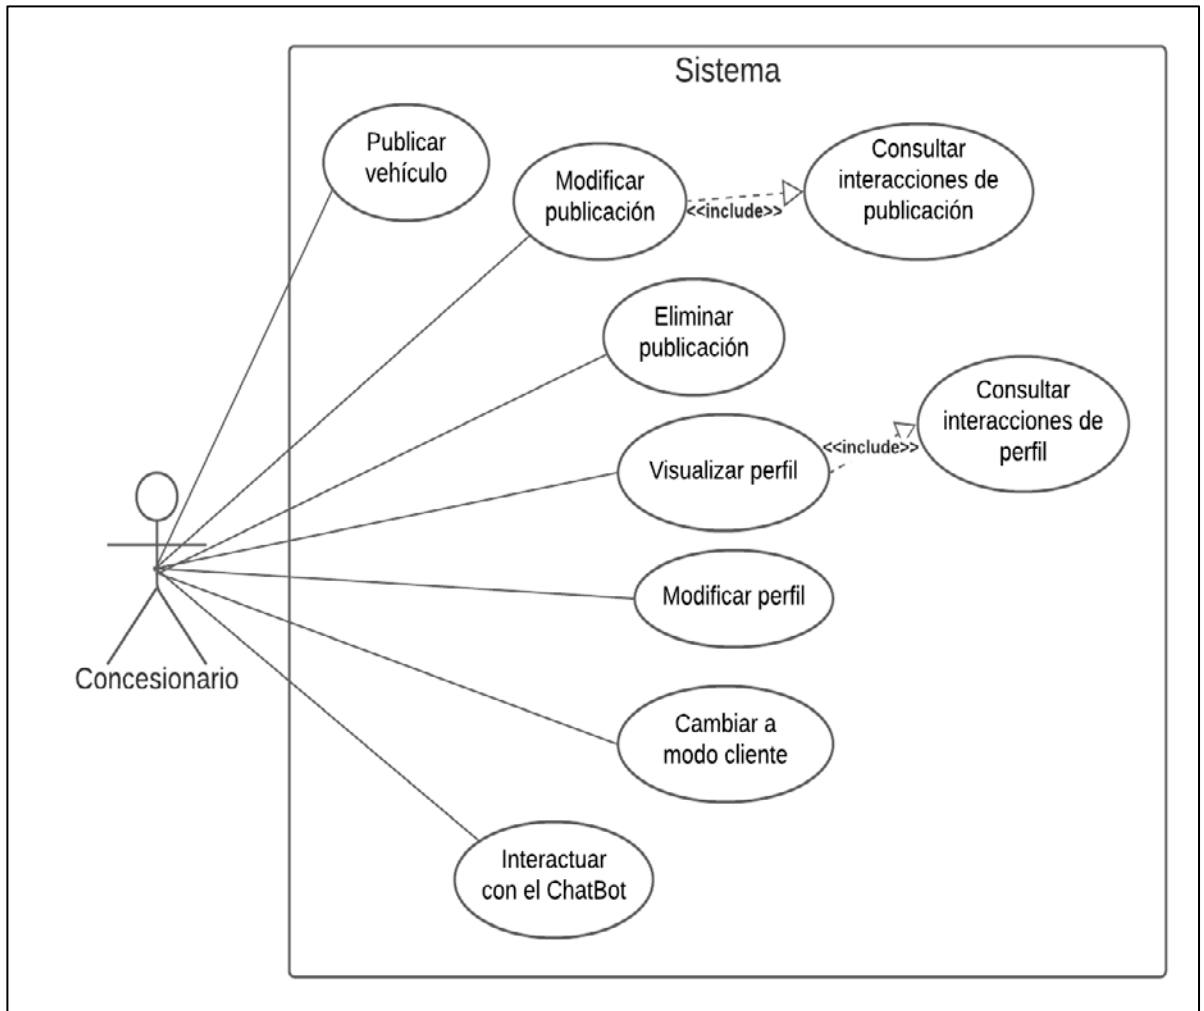 Sistema
Publicar
vehículo
Modificar
publicación
<<include>>
Consultar
interacciones de
publicación
Eliminar
publicación
Visualizar perfil
<<include>>
Consultar
interacciones de
perfil
Modificar perfil
Concesionario
Cambiar a
modo cliente
Interactuar
con el ChatBot